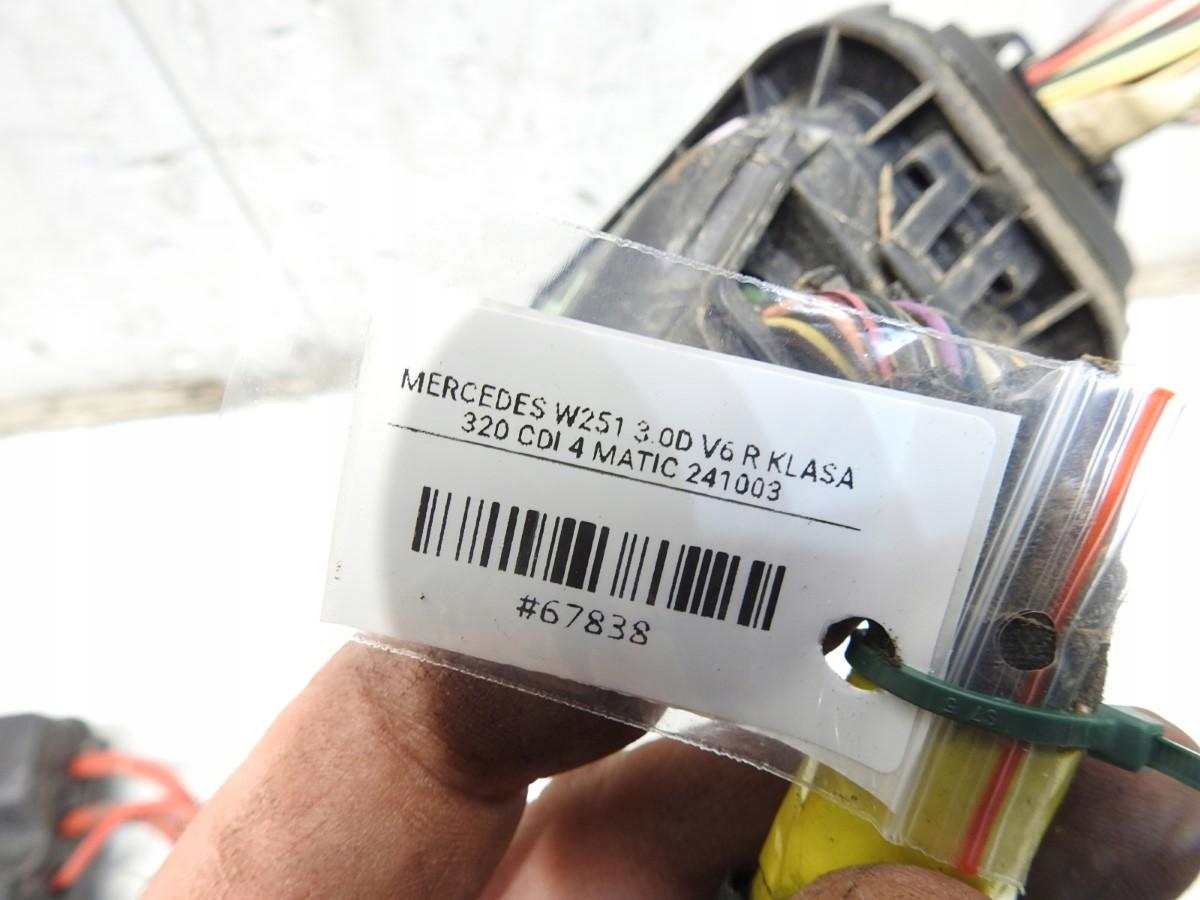 MERCEDES W251 3.0D V6 R KLASA
320 CDI 4 MATIC 241003
#67838